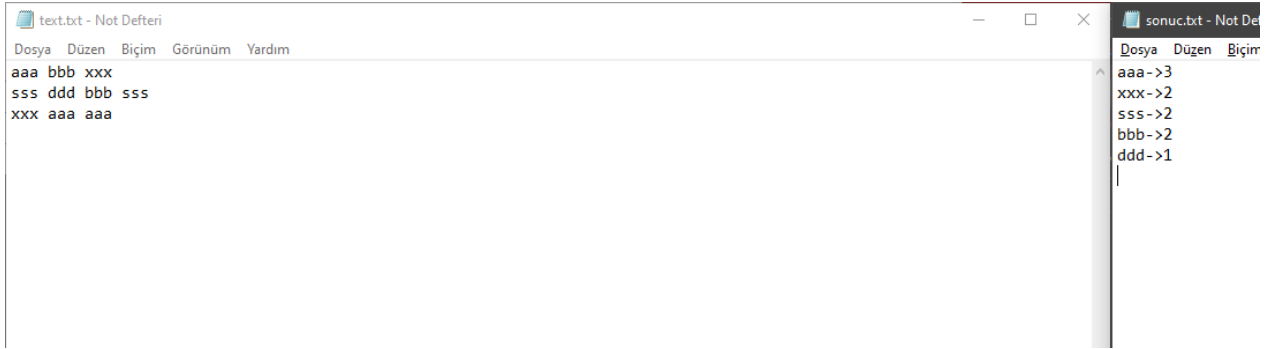 text.txt - Not Defteri
Dosya Düzen Biçim Görünüm Yardım
aaa bbb xxx
sss ddd bbb sss
xxx aaa aaa
sonuc.txt - Not Def
Dosya Düzen Biçim
aaa->3
xxx->2
sss->2
bbb->2
ddd->1